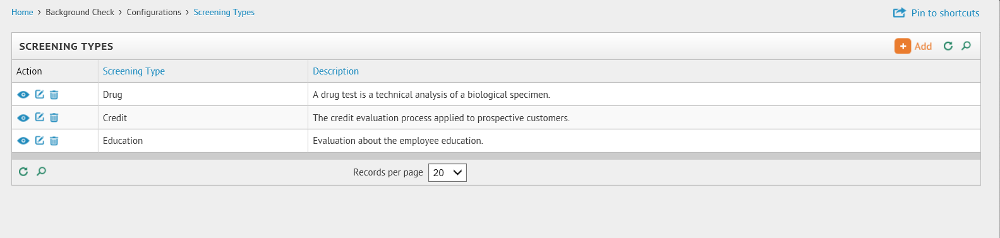 Home › Background Check › Configurations › Screening Types
Pin to shortcuts
SCREENING TYPES
Add
Action Screening Type Description
Drug A drug test is a technical analysis of a biological specimen.
Credit The credit evaluation process applied to prospective customers.
Education Evaluation about the employee education.
Records per page 20